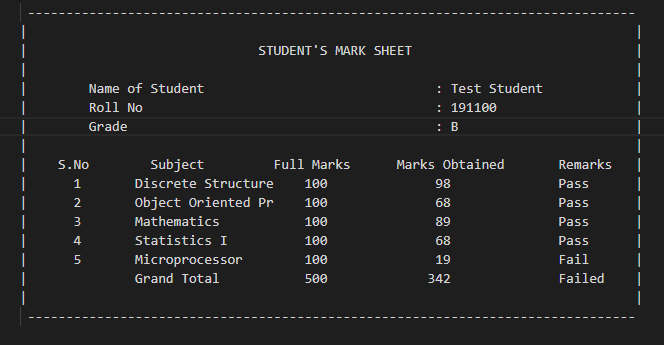 STUDENT'S MARK SHEET
Name of Student : Test Student
Roll No : 191100
Grade : B
S.No Subject Full Marks Marks Obtained Remarks
1 Discrete Structure 100 98 Pass
2 Object Oriented Pr 100 68 Pass
3 Mathematics 100 89 Pass
4 Statistics I 100 68 Pass
5 Microprocessor 100 19 Fail
Grand Total 500 342 Failed